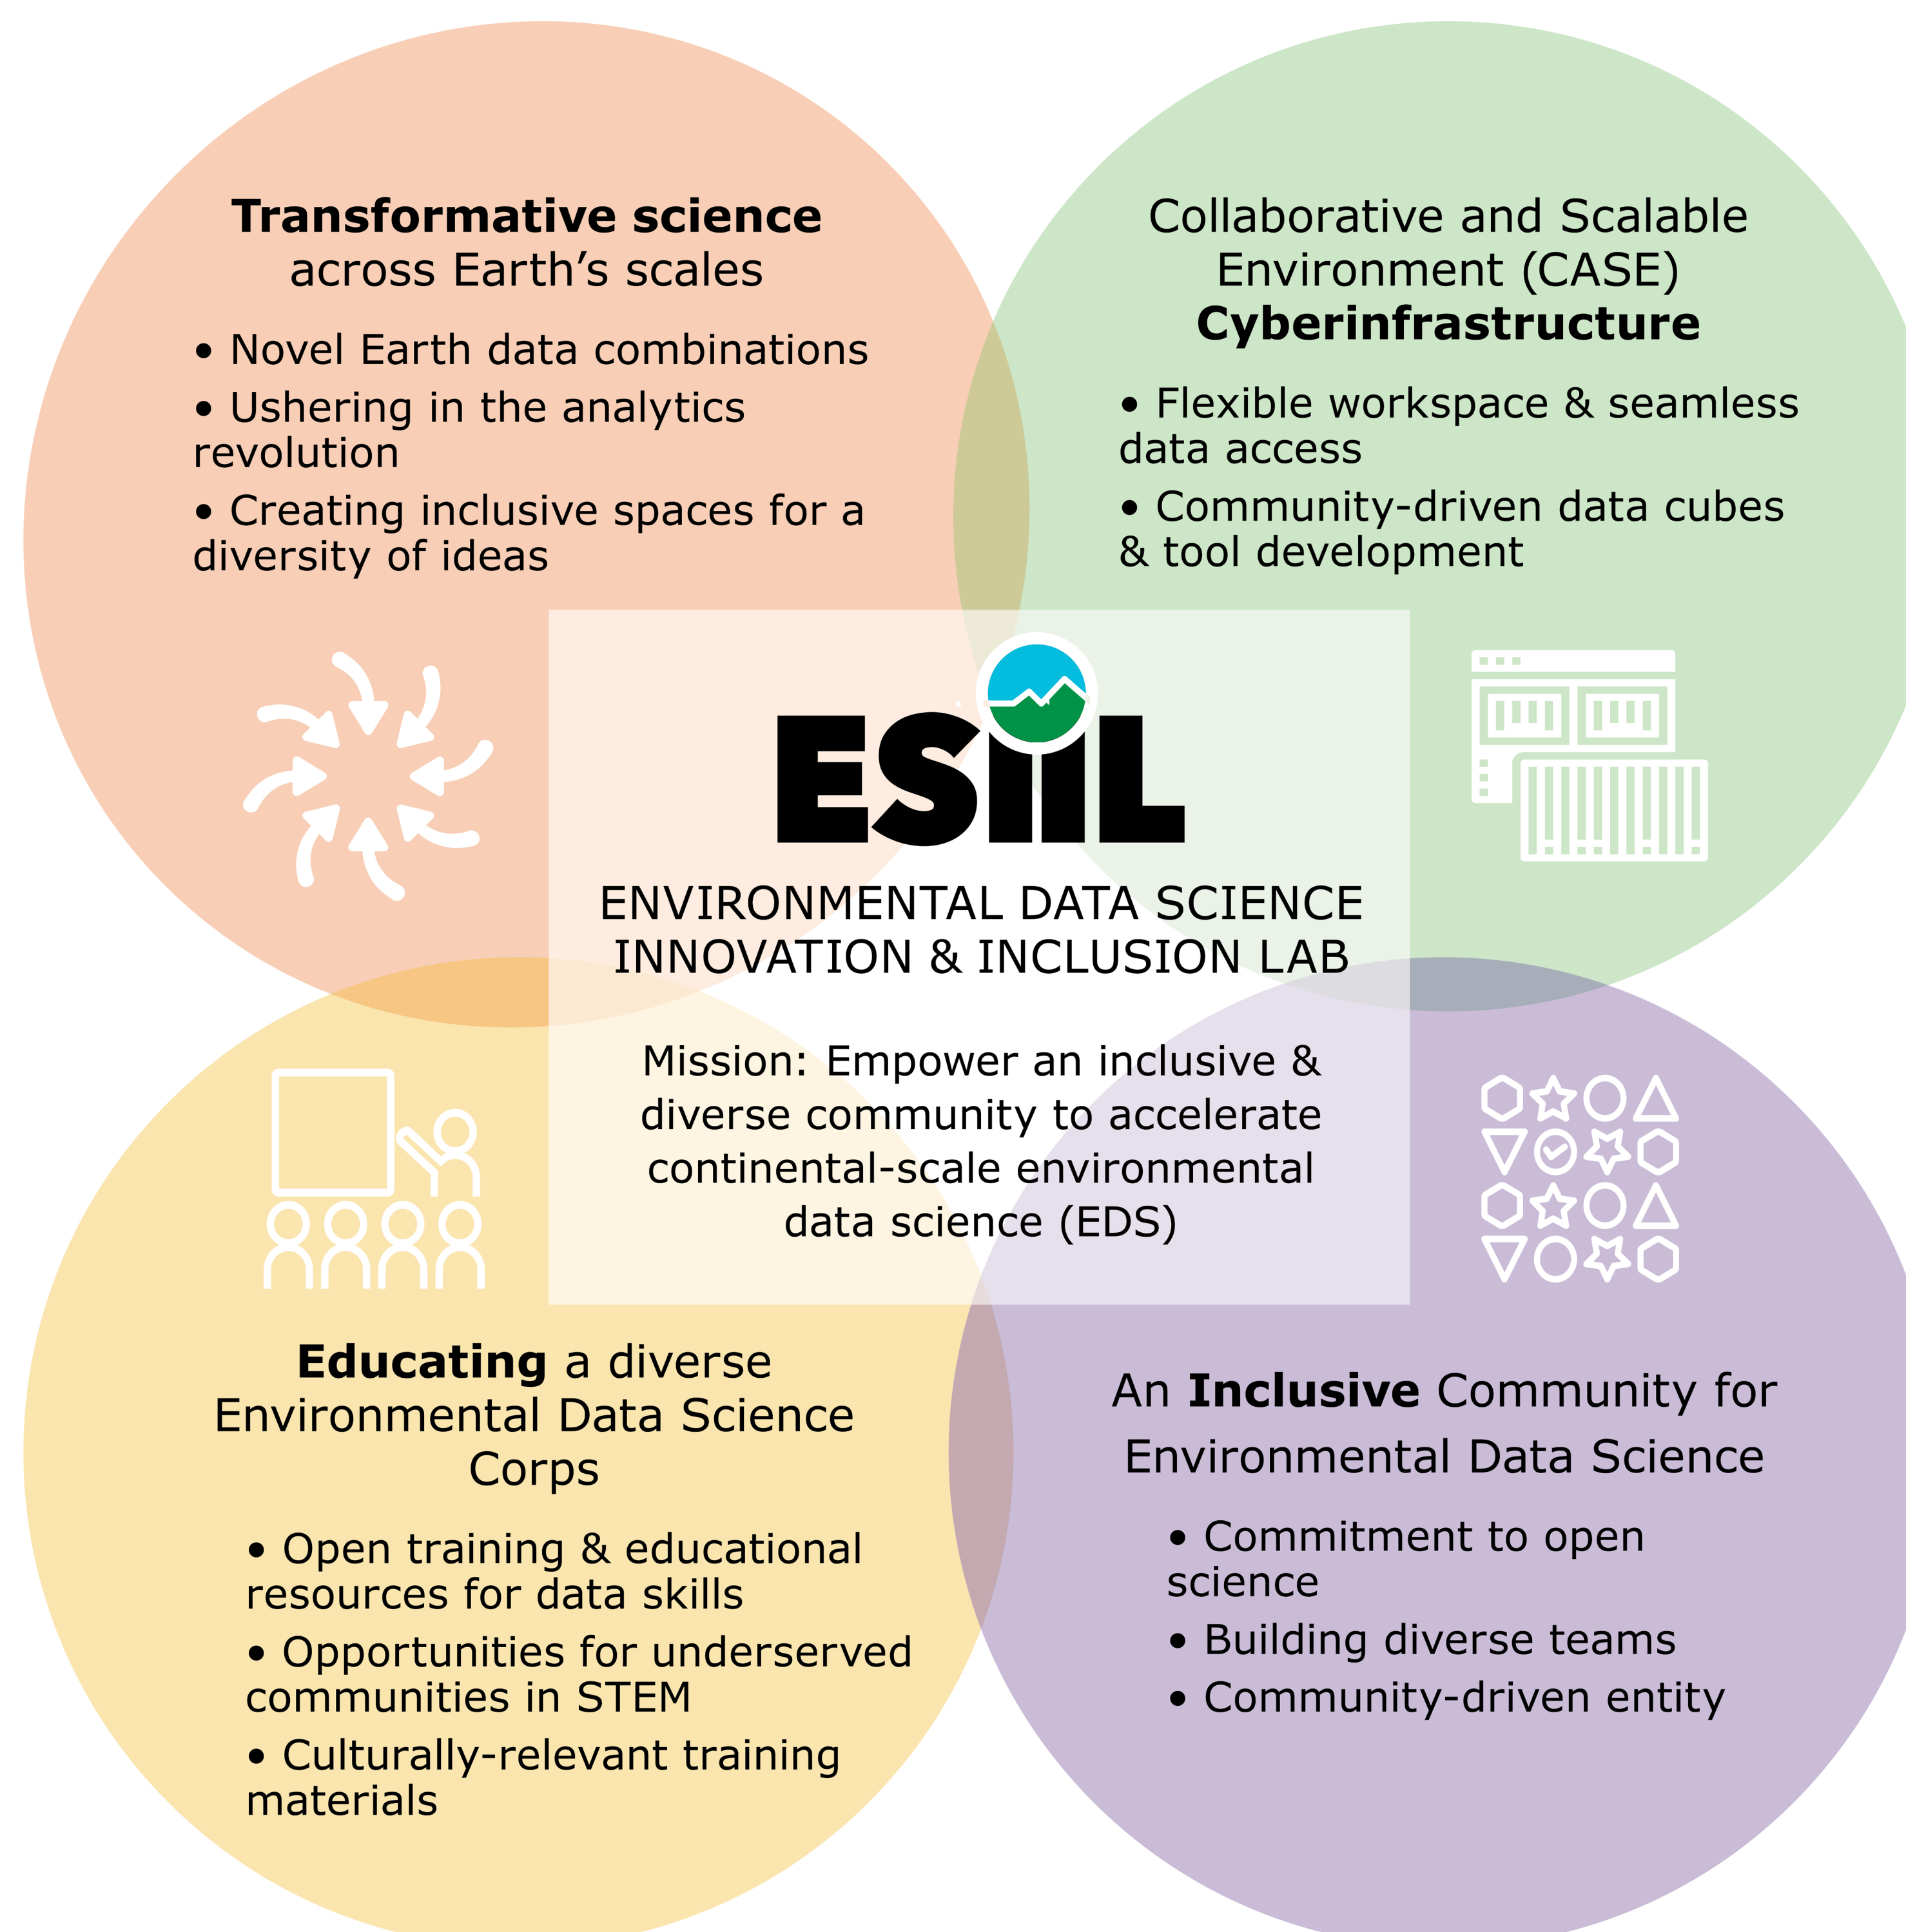 Transformative science
across Earth’s scales
• Novel Earth data combinations
• Ushering in the analytics
revolution
• Creating inclusive spaces for a
diversity of ideas
Collaborative and Scalable
Environment (CASE)
Cyberinfrastructure
• Flexible workspace & seamless
data access
• Community-driven data cubes
& tool development
ESIIL
ENVIRONMENTAL DATA SCIENCE
INNOVATION & INCLUSION LAB
Mission: Empower an inclusive &
diverse community to accelerate
continental-scale environmental
data science (EDS)
Educating a diverse
Environmental Data Science
Corps
• Open training & educational
resources for data skills
• Opportunities for underserved
communities in STEM
• Culturally-relevant training
materials
An Inclusive Community for
Environmental Data Science
• Commitment to open
science
• Building diverse teams
• Community-driven entity